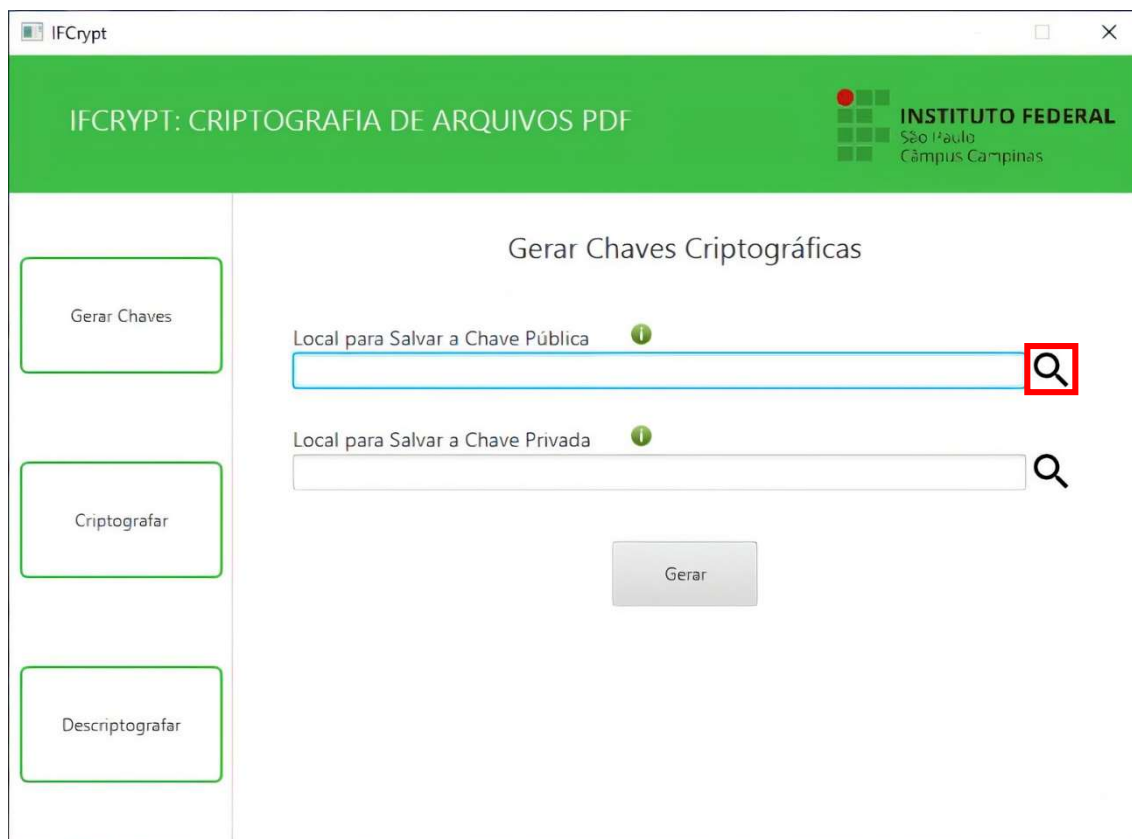 IFCrypt
IFCRYPT: CRIPTOGRAFIA DE ARQUIVOS PDF
INSTITUTO FEDERAL
São Paulo
Câmpus Campinas
Gerar Chaves Criptográficas
Gerar Chaves
Local para Salvar a Chave Pública
Local para Salvar a Chave Privada
Criptografar
Gerar
Descriptografar